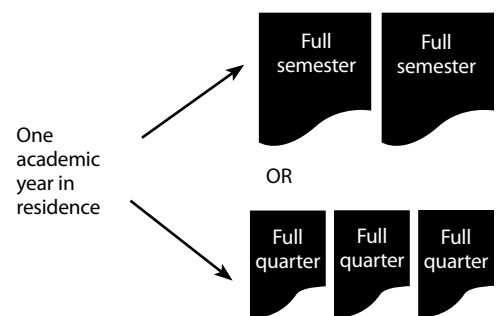 Full
semester
Full
semester
One
academic
year in
residence
OR
Full
quarter
Full
quarter
Full
quarter